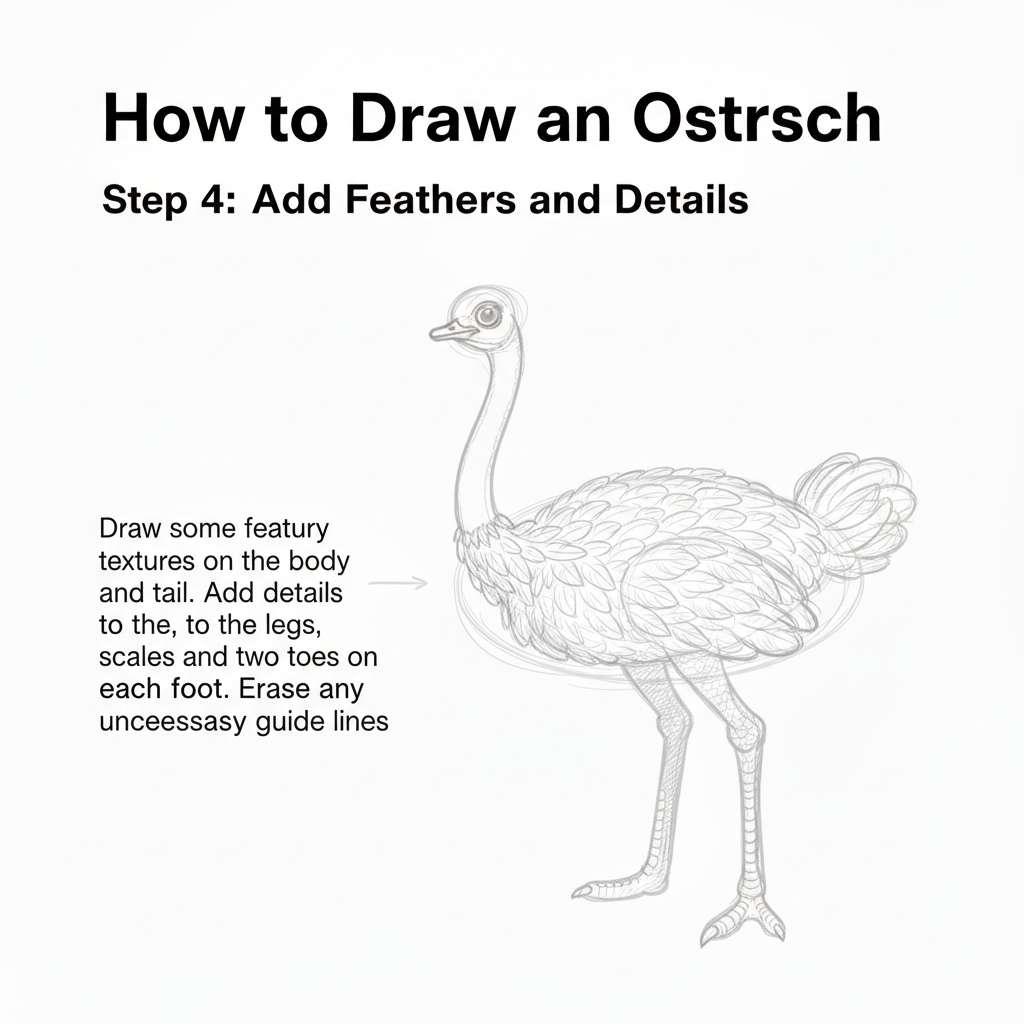 How to Draw an Ostrsch
Step 4: Add Feathers and Details
Draw some featury
textures on the body
and tail. Add details
to the, to the legs,
scales and two toes on
each foot. Erase any
unceessasy guide lines